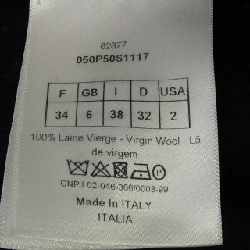 62877
050P50S1117
F GB I D USA
34 6 38 32 2
100% Laine Vierge - Virgin Wool - Lã
de virgem
Made In ITALY
ITALIA